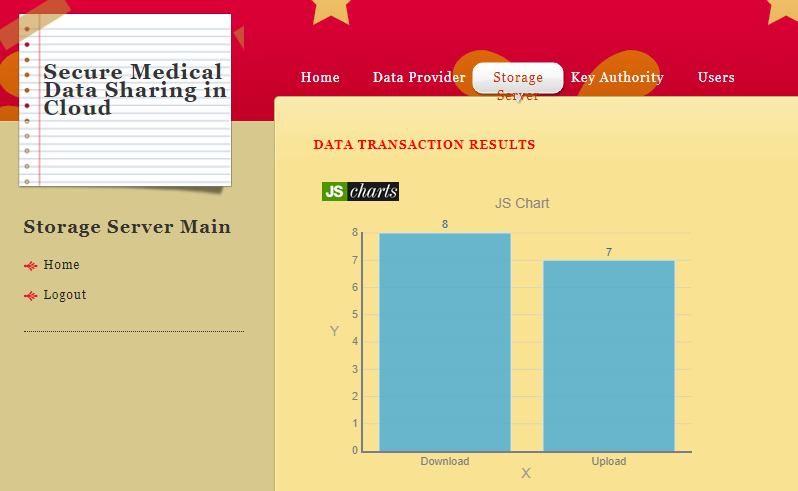 Secure Medical
Data Sharing in
Cloud
Home
Data Provider
Storage
Server
Key Authority
Users
DATA TRANSACTION RESULTS
JS charts
JS Chart
Storage Server Main
Home
Logout
8
7
8
7
6
5
4
3
2
1
0
Y
Download
Upload
X